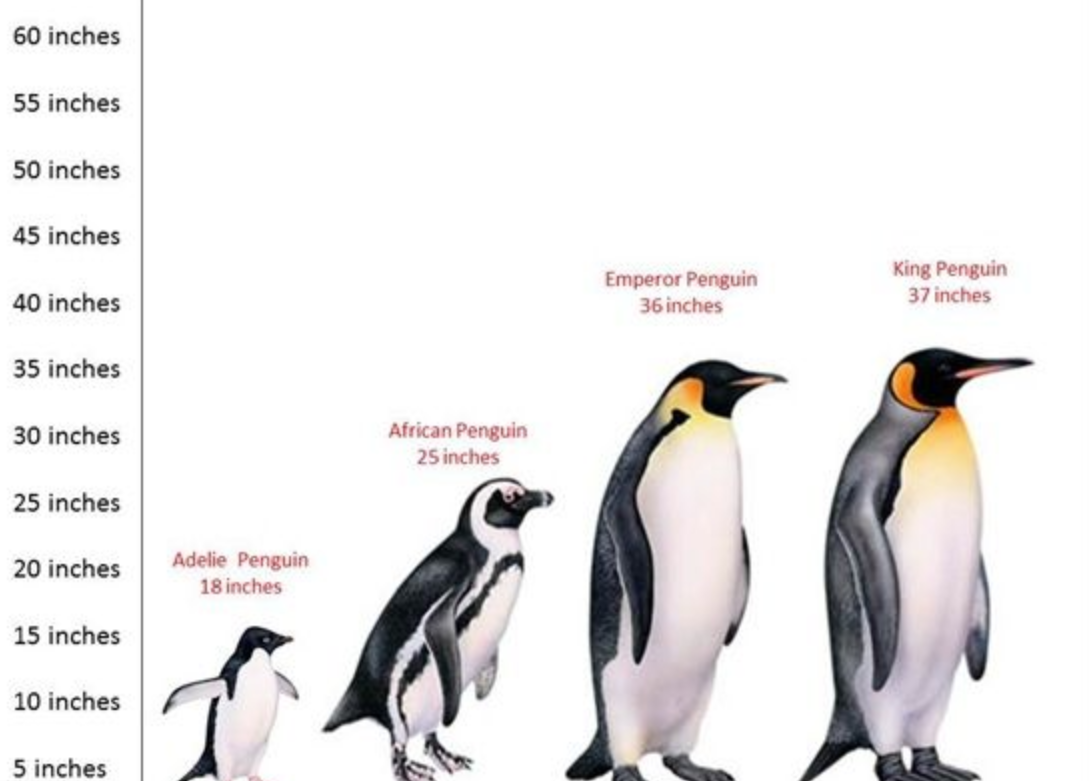 60 inches
55 inches
50 inches
45 inches
40 inches
35 inches
30 inches
25 inches
20 inches
15 inches
10 inches
5 inches
Adelie Penguin
18 inches
African Penguin
25 inches
Emperor Penguin
36 inches
King Penguin
37 inches